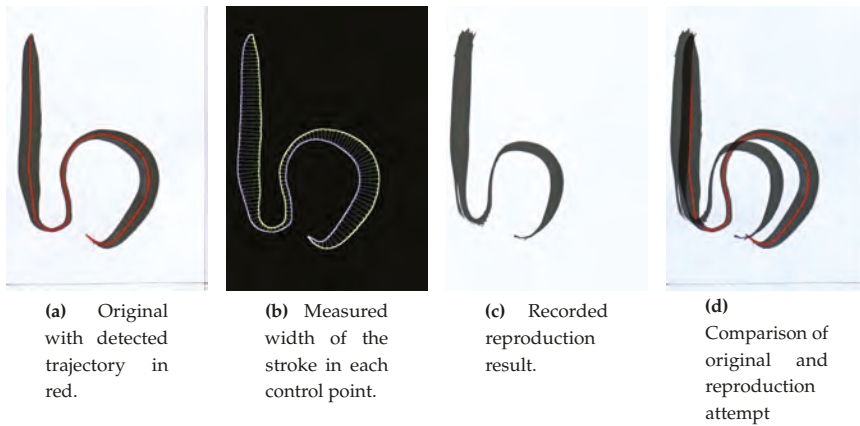 (a) Original
with detected
trajectory in
red.
(b) Measured
width of the
stroke in each
control point.
(c) Recorded
reproduction
result.
(d)
Comparison of
original and
reproduction
attempt